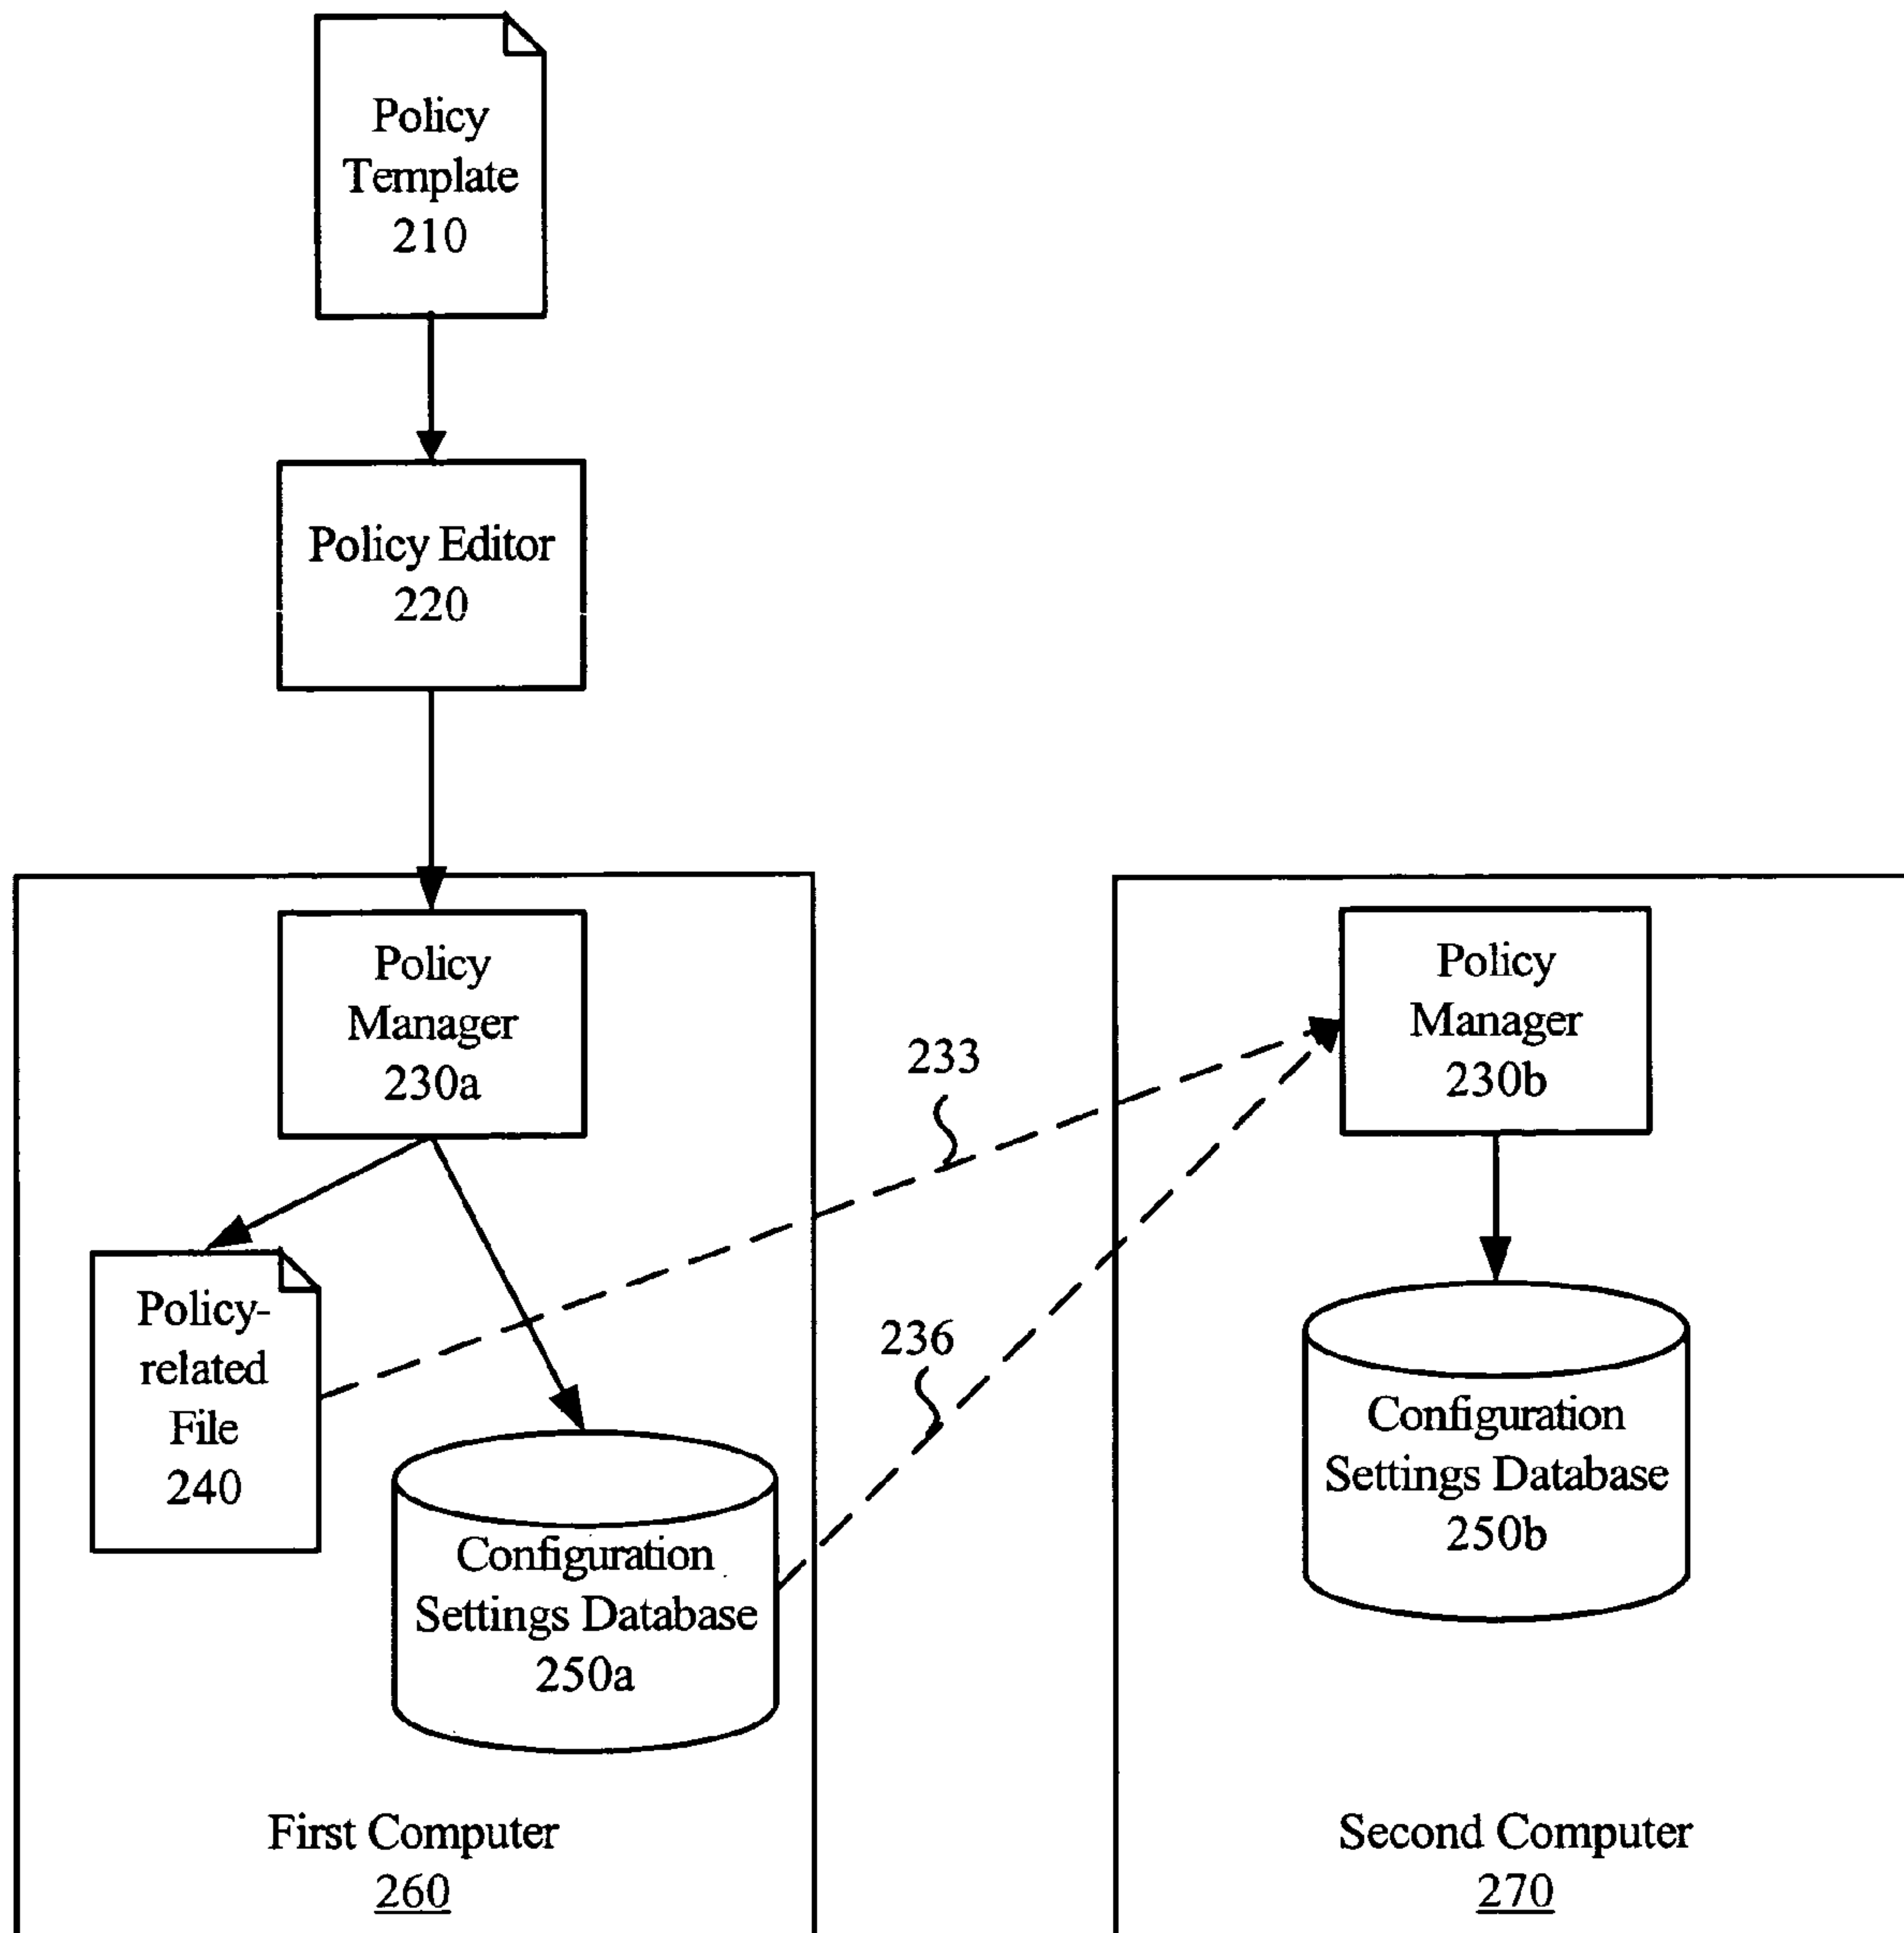 Policy
Template
210
Policy Editor
220
Policy
Manager
230a
Policy
Manager
230b
233
Policy-
related
File
240
236
Configuration
Settings Database
250a
Configuration
Settings Database
250b
First Computer
260
Second Computer
270